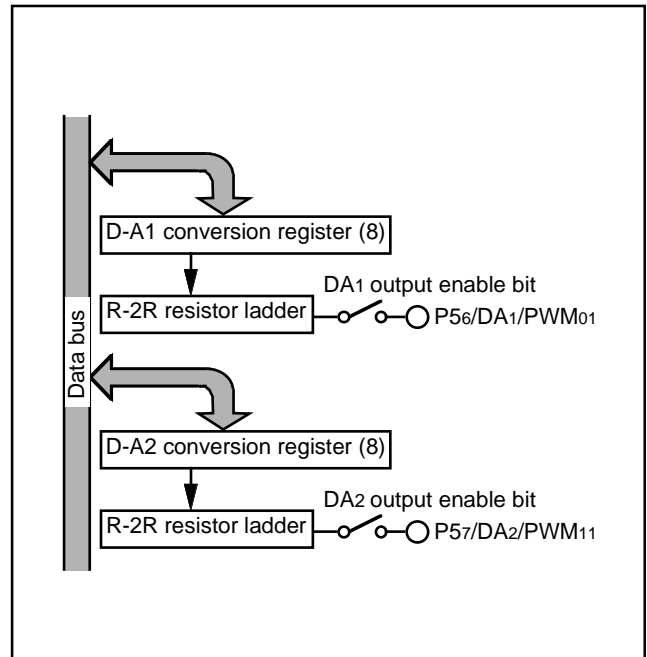 D-A1 conversion register (8)
DA1 output enable bit
R-2R resistor ladder
P56/DA1/PWM01
Data bus
D-A2 conversion register (8)
DA2 output enable bit
R-2R resistor ladder
P57/DA2/PWM11